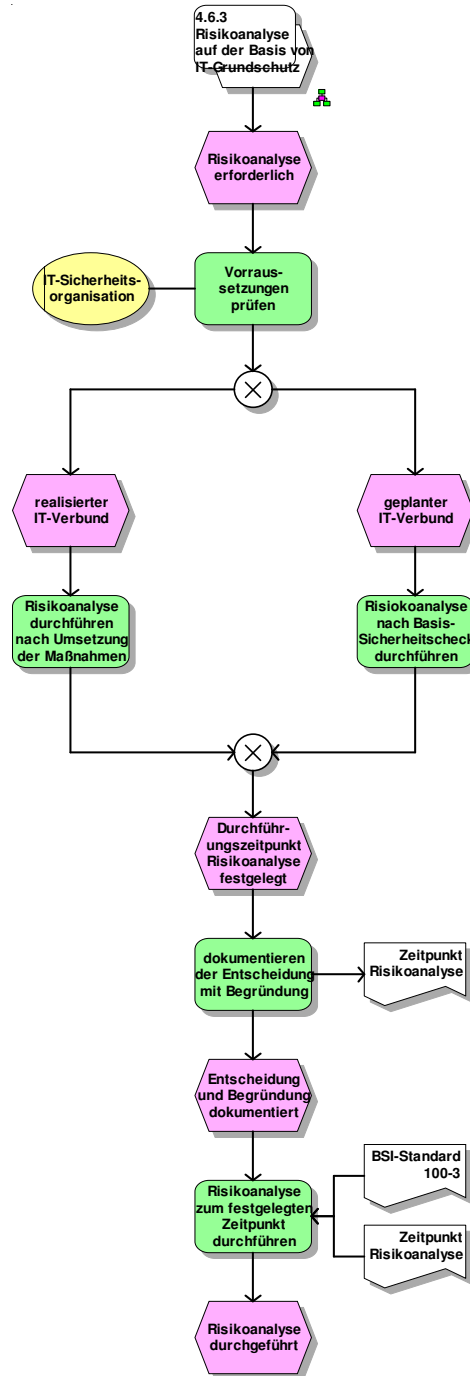 4.6.3
Risikoanalyse
auf der Basis von
IT-Grundschutz
Risikoanalyse
erforderlich
IT-Sicherheits-
organisation
Vorraus-
setzungen
prüfen
realisierter
IT-Verbund
geplanter
IT-Verbund
Risikoanalyse
durchführen
nach Umsetzung
der Maßnahmen
Risiokoanalyse
nach Basis-
Sicherheitscheck
durchführen
Durchführ-
ungszeitpunkt
Risikoanalyse
festgelegt
dokumentieren
der Entscheidung
mit Begründung
Zeitpunkt
Risikoanalyse
Entscheidung
und Begründung
dokumentiert
BSI-Standard
100-3
Risikoanalyse
zum festgelegten
Zeitpunkt
durchführen
Zeitpunkt
Risikoanalyse
Risikoanalyse
durchgeführt